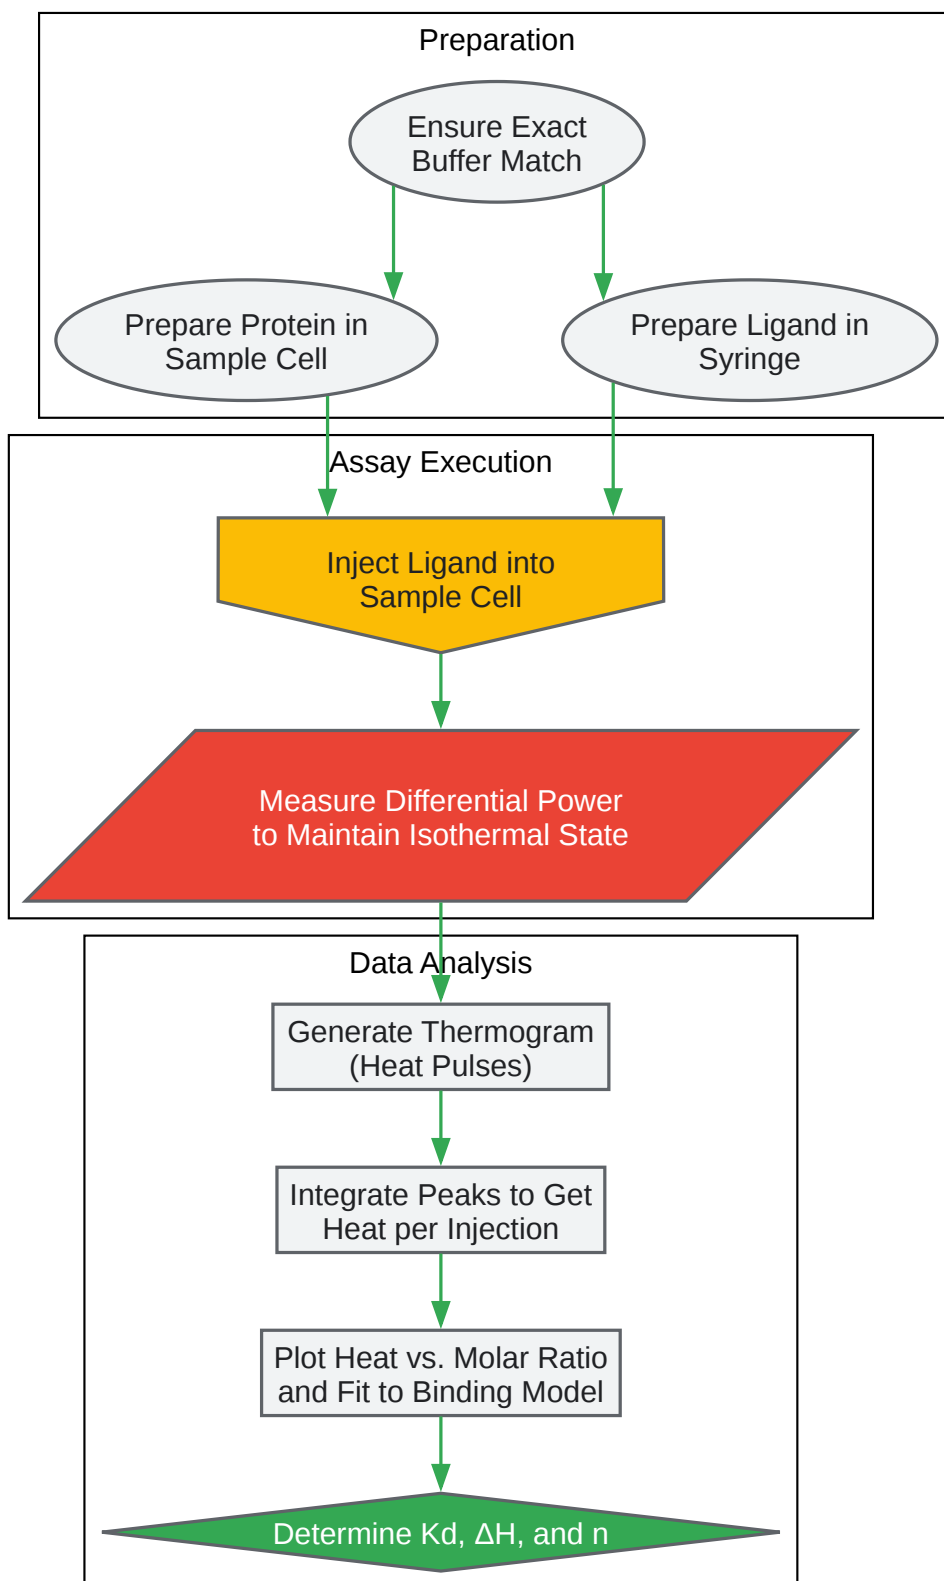 Preparation
Ensure Exact
Buffer Match
Prepare Protein in
Sample Cell
Prepare Ligand in
Syringe
Assay Execution
Inject Ligand into
Sample Cell
Measure Differential Power
to Maintain Isothermal State
Data Analysis
Generate Thermogram
(Heat Pulses)
Integrate Peaks to Get
Heat per Injection
Plot Heat vs. Molar Ratio
and Fit to Binding Model
Determine Kd, ΔH, and n